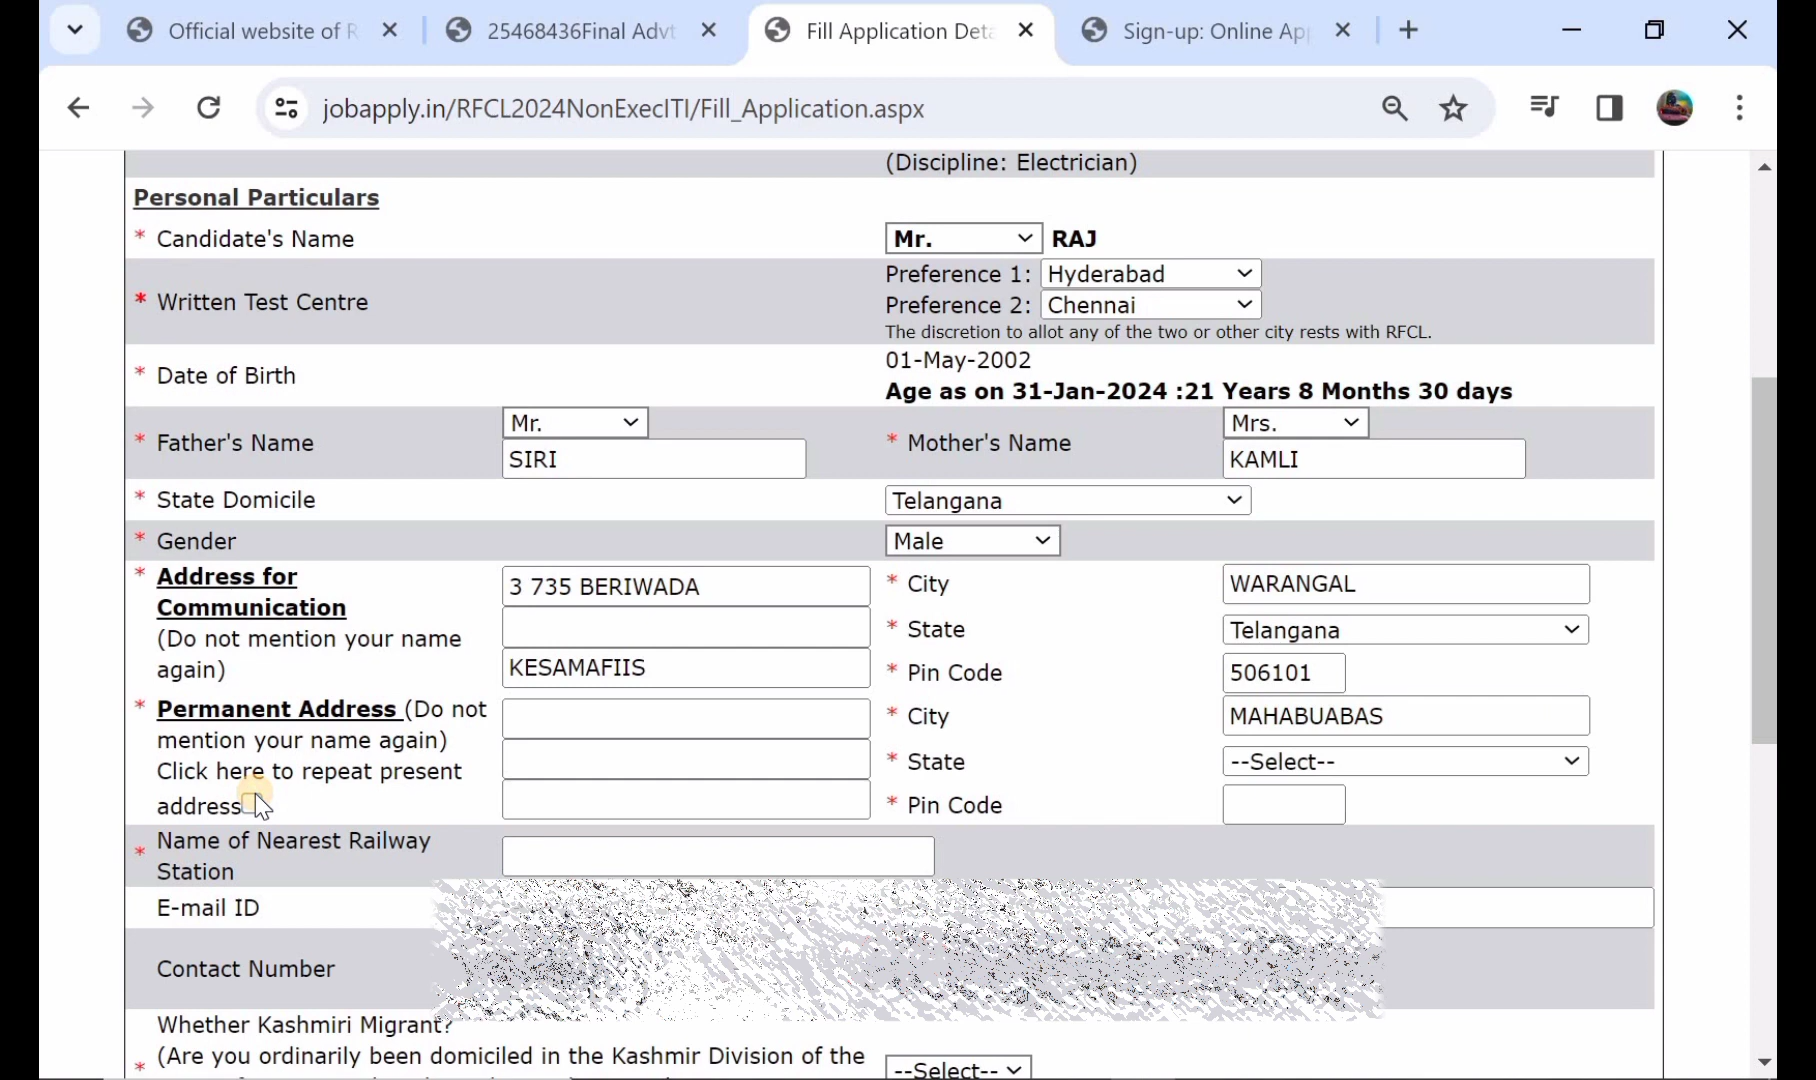 Official website of R
25468436Final Advt
Fill Application Deta
Sign-up: Online App
jobapply.in/RFCL2024NonExecITI/Fill_Application.aspx
(Discipline: Electrician)
Personal Particulars
* Candidate's Name Mr. RAJ
* Written Test Centre
Preference 1: Hyderabad
Preference 2: Chennai
The discretion to allot any of the two or other city rests with RFCL.
* Date of Birth
01-May-2002
Age as on 31-Jan-2024 :21 Years 8 Months 30 days
* Father's Name
Mr.
SIRI
* Mother's Name
Mrs.
KAMLI
* State Domicile Telangana
* Gender Male
* Address for
Communication
(Do not mention your name
again)
3 735 BERIWADA
KESAMAFIIS
* City WARANGAL
* State Telangana
* Pin Code 506101
* Permanent Address (Do not
mention your name again)
Click here to repeat present
address
* City MAHABUABAS
* State --Select--
* Pin Code
* Name of Nearest Railway
Station
E-mail ID
Contact Number
Whether Kashmiri Migrant?
* (Are you ordinarily been domiciled in the Kashmir Division of the
--Select--